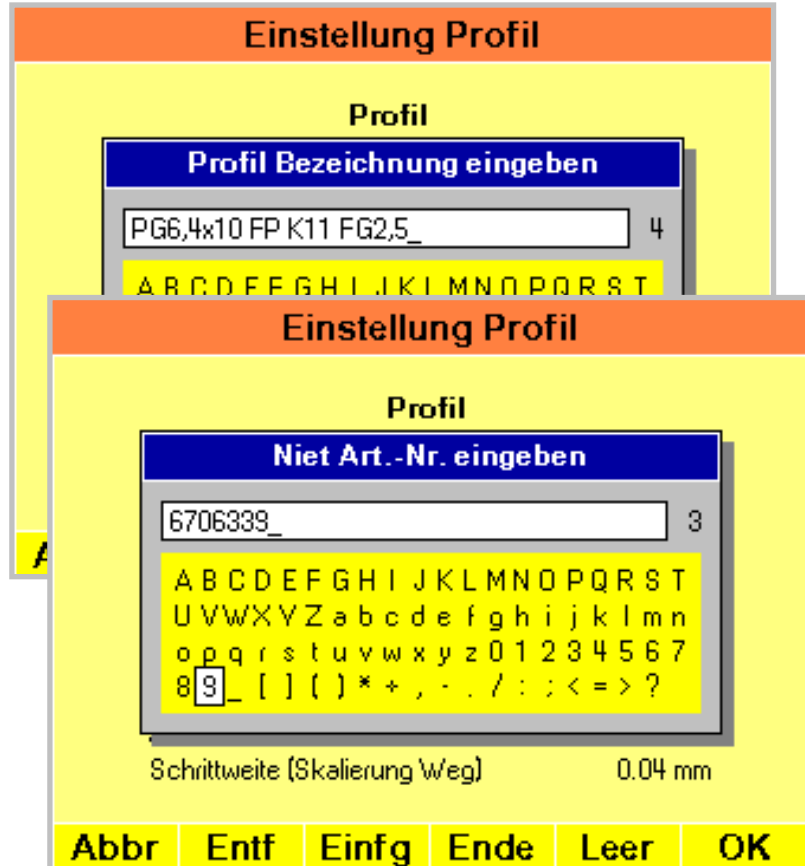 Einstellung Profil
Profil
Profil Bezeichnung eingeben
PG6,4x10 FP K11 FG2,5_ 4
A B C D E F G H I J K L M N O P Q R S T
Einstellung Profil
Profil
Niet Art.-Nr. eingeben
6706339_ 3
A B C D E F G H I J K L M N O P Q R S T
U V W X Y Z a b c d e f g h i j k l m n
o p q r s t u v w x y z 0 1 2 3 4 5 6 7
8 9 _ [ ] ( ) * + , - . / : ; < = > ?
Schrittweite (Skalierung Weg) 0.04 mm
Abbr Entf Einfg Ende Leer OK